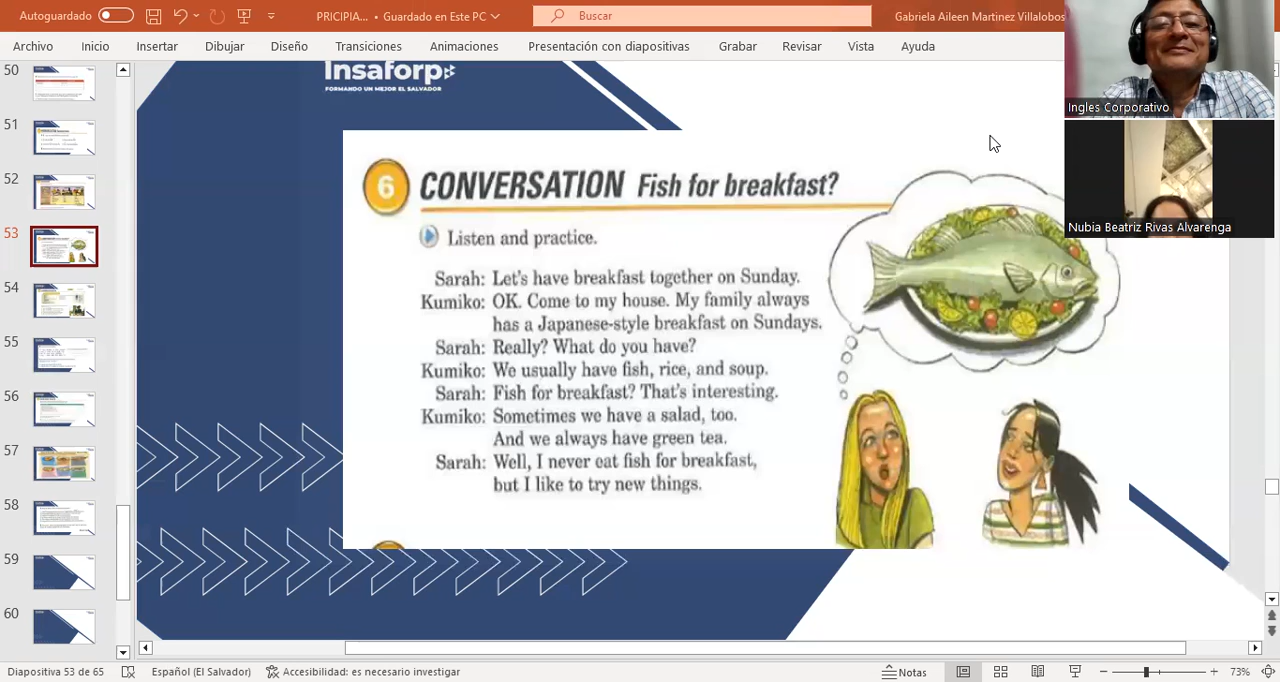 Autoguardado
PRICIPIA... • Guardado en Este PC
Buscar
Gabriela Aileen Martinez Villalobos
Archivo Inicio Insertar Dibujar Diseño Transiciones Animaciones Presentación con diapositivas Grabar Revisar Vista Ayuda
Ingles Corporativo
Nubia Beatriz Rivas Alvarenga
50
51
52
53
54
55
56
57
58
59
60
Insaforp
FORMANDO UN MEJOR EL SALVADOR
6 CONVERSATION Fish for breakfast?
Listen and practice.
Sarah: Let's have breakfast together on Sunday.
Kumiko: OK. Come to my house. My family always
has a Japanese-style breakfast on Sundays.
Sarah: Really? What do you have?
Kumiko: We usually have fish, rice, and soup.
Sarah: Fish for breakfast? That's interesting.
Kumiko: Sometimes we have a salad, too.
And we always have green tea.
Sarah: Well, I never eat fish for breakfast,
but I like to try new things.
Diapositiva 53 de 65
Español (El Salvador)
Accesibilidad: es necesario investigar
Notas
73%